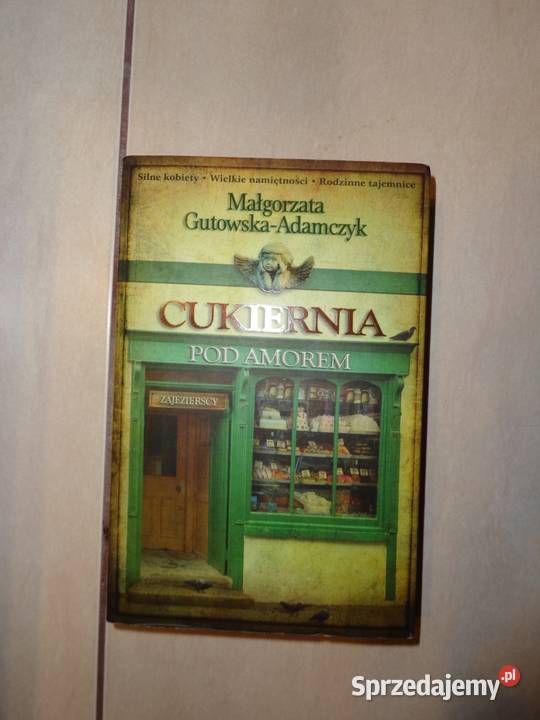 Silne kobiety • Wielkie namiętności • Rodzinne tajemnice
Małgorzata
Gutowska-Adamczyk
CUKIERNIA
POD AMOREM
ZAJEZIERSCY
Sprzedajemy.pl